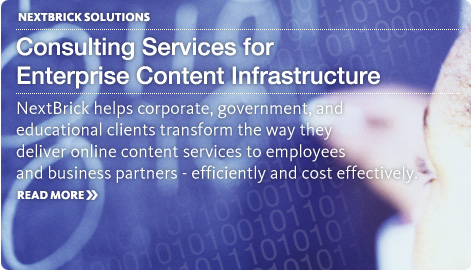 NEXTBRICK SOLUTIONS
Consulting Services for
Enterprise Content Infrastructure
NextBrick helps corporate, government, and
educational clients transform the way they
deliver online content services to employees
and business partners - efficiently and cost effectively.
READ MORE »